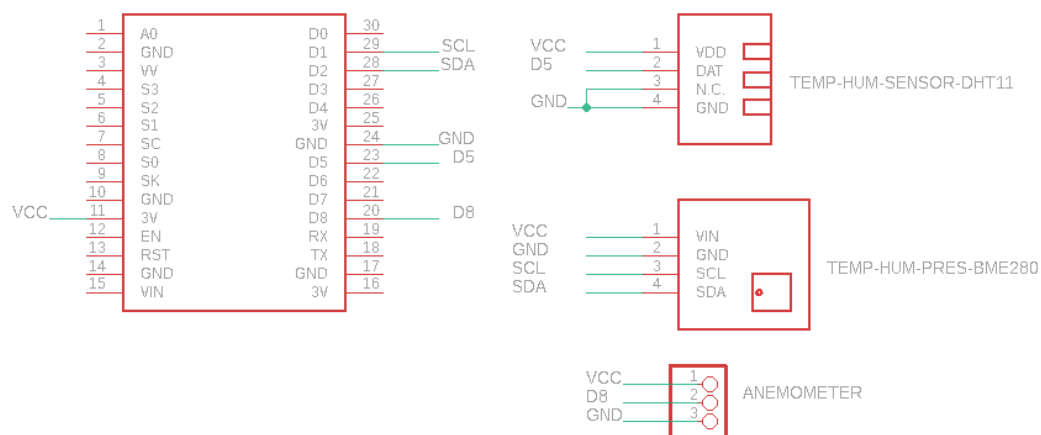 1 A0 D0 30
2 GND D1 29 SCL
3 VV D2 28 SDA
4 S3 D3 27
5 S2 D4 26
6 S1 3V 25
7 SC GND 24 GND
8 S0 D5 23 D5
9 SK D6 22
10 GND D7 21
VCC 11 3V D8 20 D8
12 EN RX 19
13 RST TX 18
14 GND GND 17
15 VIN 3V 16
VCC 1 VDD
D5 2 DAT
3 N.C.
GND 4 GND
TEMP-HUM-SENSOR-DHT11
VCC 1 VIN
GND 2 GND
SCL 3 SCL
SDA 4 SDA
TEMP-HUM-PRES-BME280
VCC 1
D8 2
GND 3
ANEMOMETER